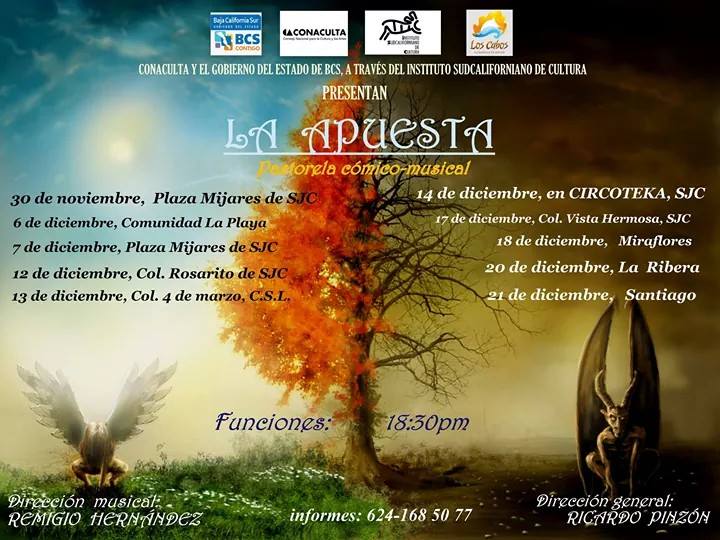 Baja California Sur
BCS
CONTIGO
CONACULTA
INSTITUTO
SUDCALIFORNIANO
DE CULTURA
Los Cabos
CONACULTA Y EL GOBIERNO DEL ESTADO DE BCS, A TRAVÉS DEL INSTITUTO SUDCALIFORNIANO DE CULTURA
PRESENTAN
LA APUESTA
Pastorela cómico-musical
30 de noviembre, Plaza Mijares de SJC
6 de diciembre, Comunidad La Playa
7 de diciembre, Plaza Mijares de SJC
12 de diciembre, Col. Rosarito de SJC
13 de diciembre, Col. 4 de marzo, C.S.L.
14 de diciembre, en CIRCOTEKA, SJC
17 de diciembre, Col. Vista Hermosa, SJC
18 de diciembre, Miraflores
20 de diciembre, La Ribera
21 de diciembre, Santiago
Funciones: 18:30pm
Dirección musical:
REMIGIO HERNÁNDEZ
informes: 624-168 50 77
Dirección general:
RICARDO PINZÓN